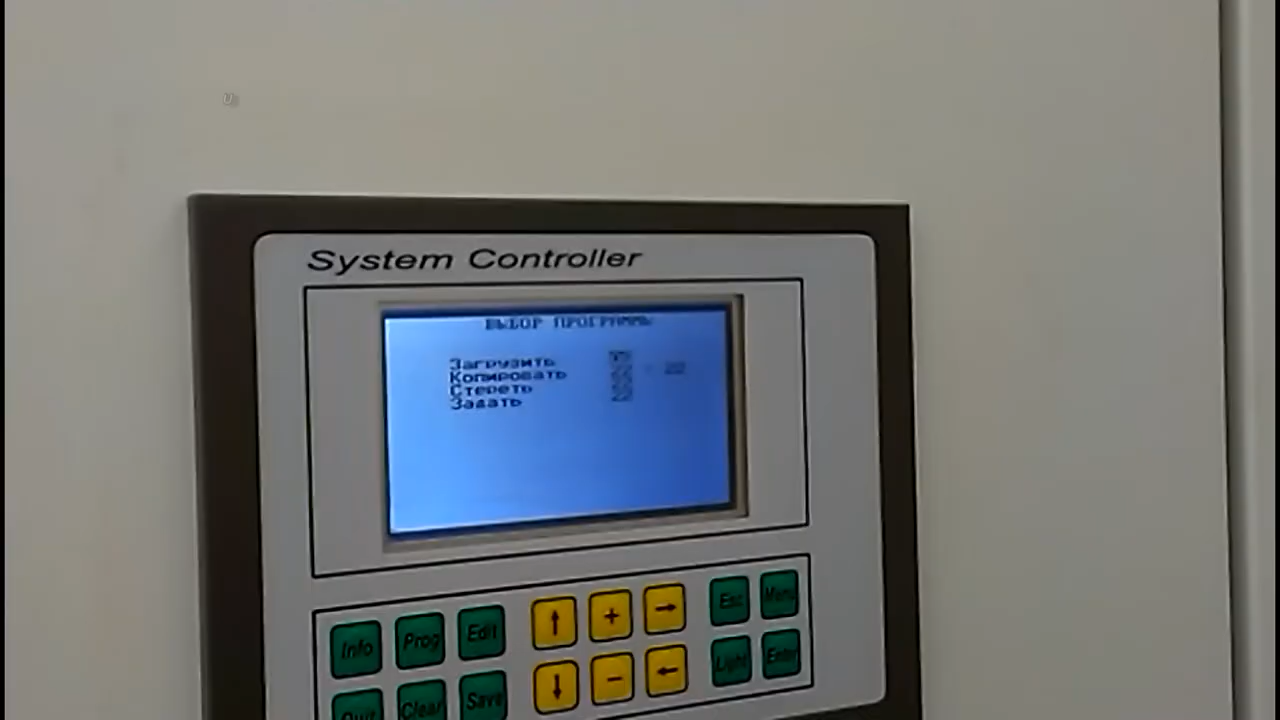 System Controller
ВЫБОР ПРОГРАММЫ
Загрузить
Копировать
Стереть
Задать
Info Prog Edit + Esc Menu
Clear Save - Light Enter